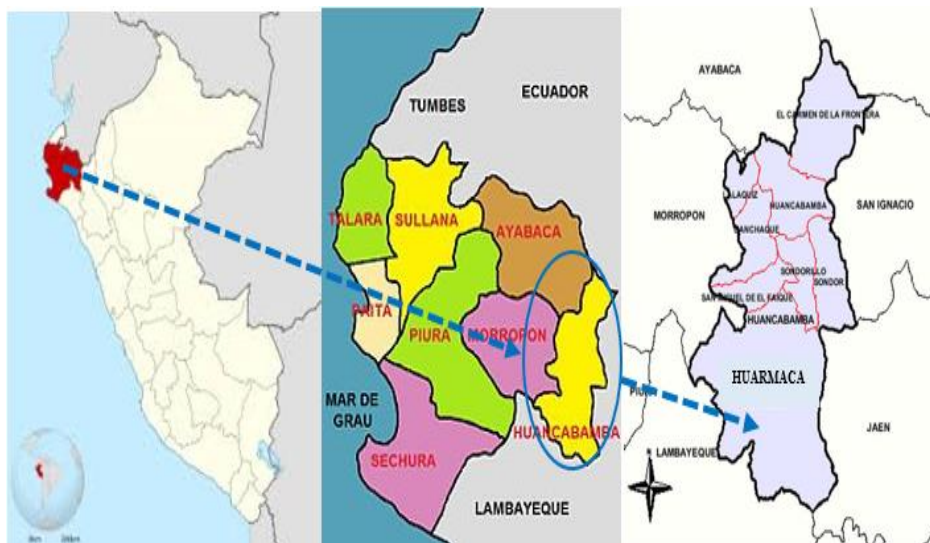 ECUADOR
TUMBES
TALARA
SULLANA
AYABACA
PAITA
PIURA
MORROPON
MAR DE GRAU
HUANCABAMBA
SECHURA
LAMBAYEQUE
AYABACA
EL CARMEN DE LA FRONTERA
LALAQUIZ
HUANCABAMBA
SAN IGNACIO
MORROPON
CANCHAQUE
SONDORILLO
SONDOR
SAN MIGUEL DE EL FAIQUE
HUANCABAMBA
HUARMACA
PIURA
JAEN
LAMBAYEQUE